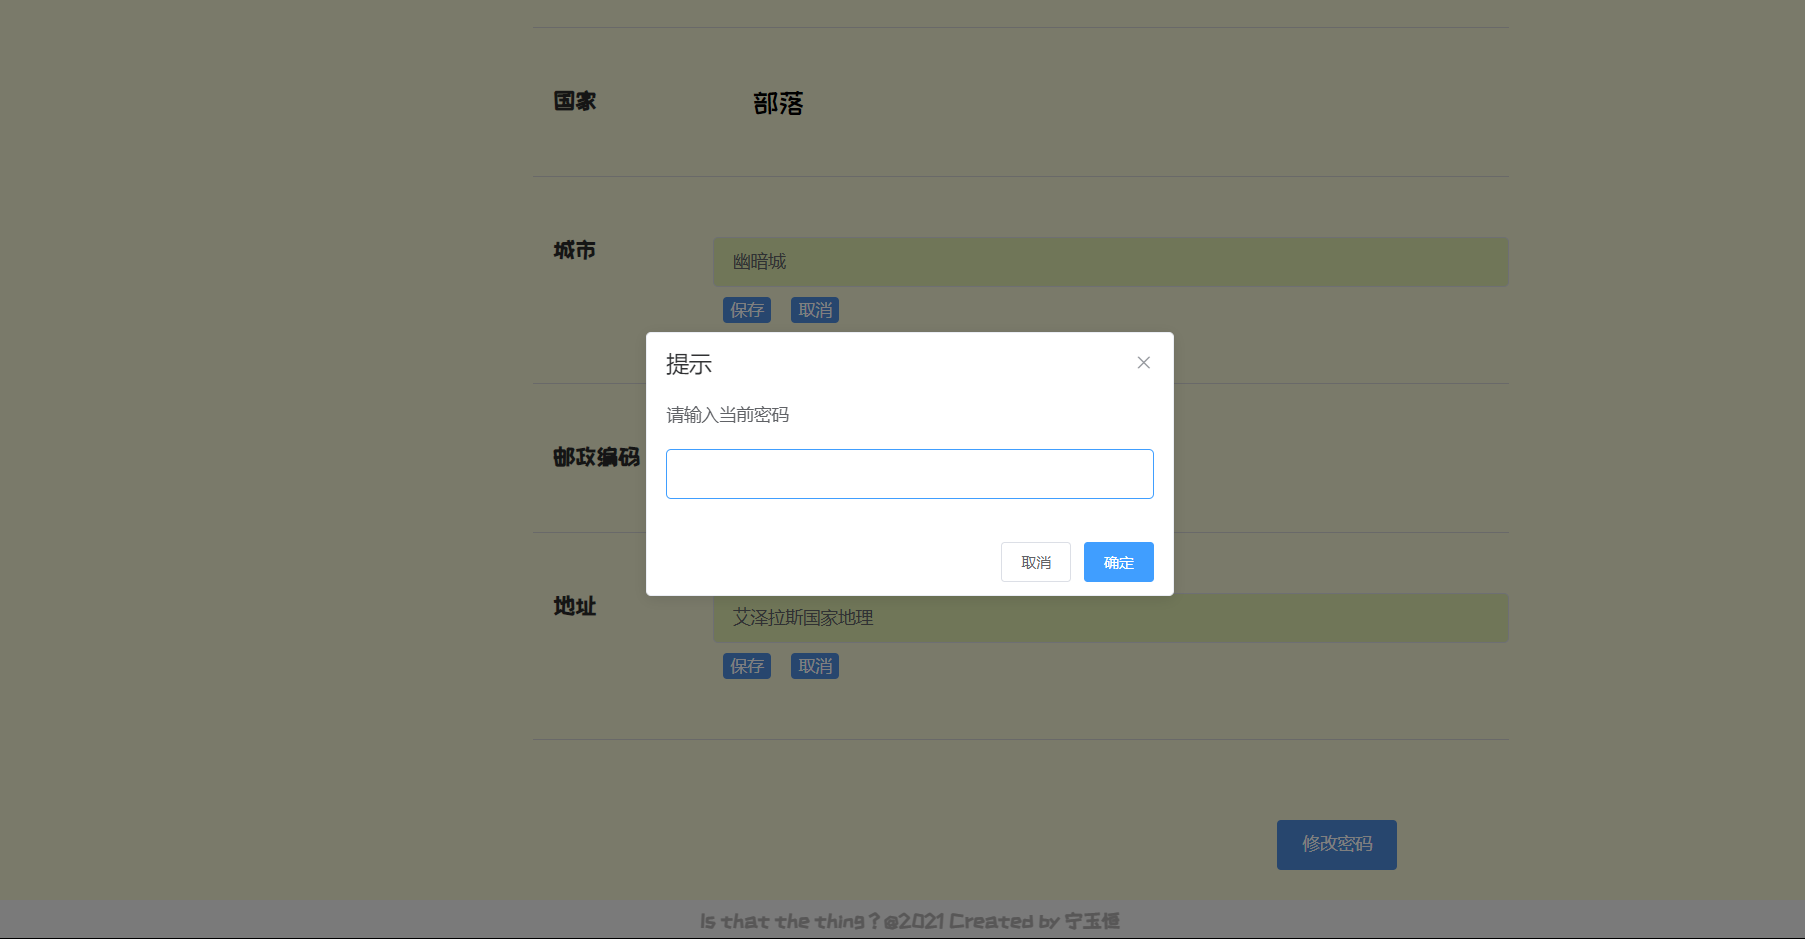 国家
部落
城市
幽暗城
保存 取消
提示
请输入当前密码
邮政编码
取消 确定
地址
艾泽拉斯国家地理
保存 取消
修改密码
Is that the thing？@2021 Created by 宁玉恒